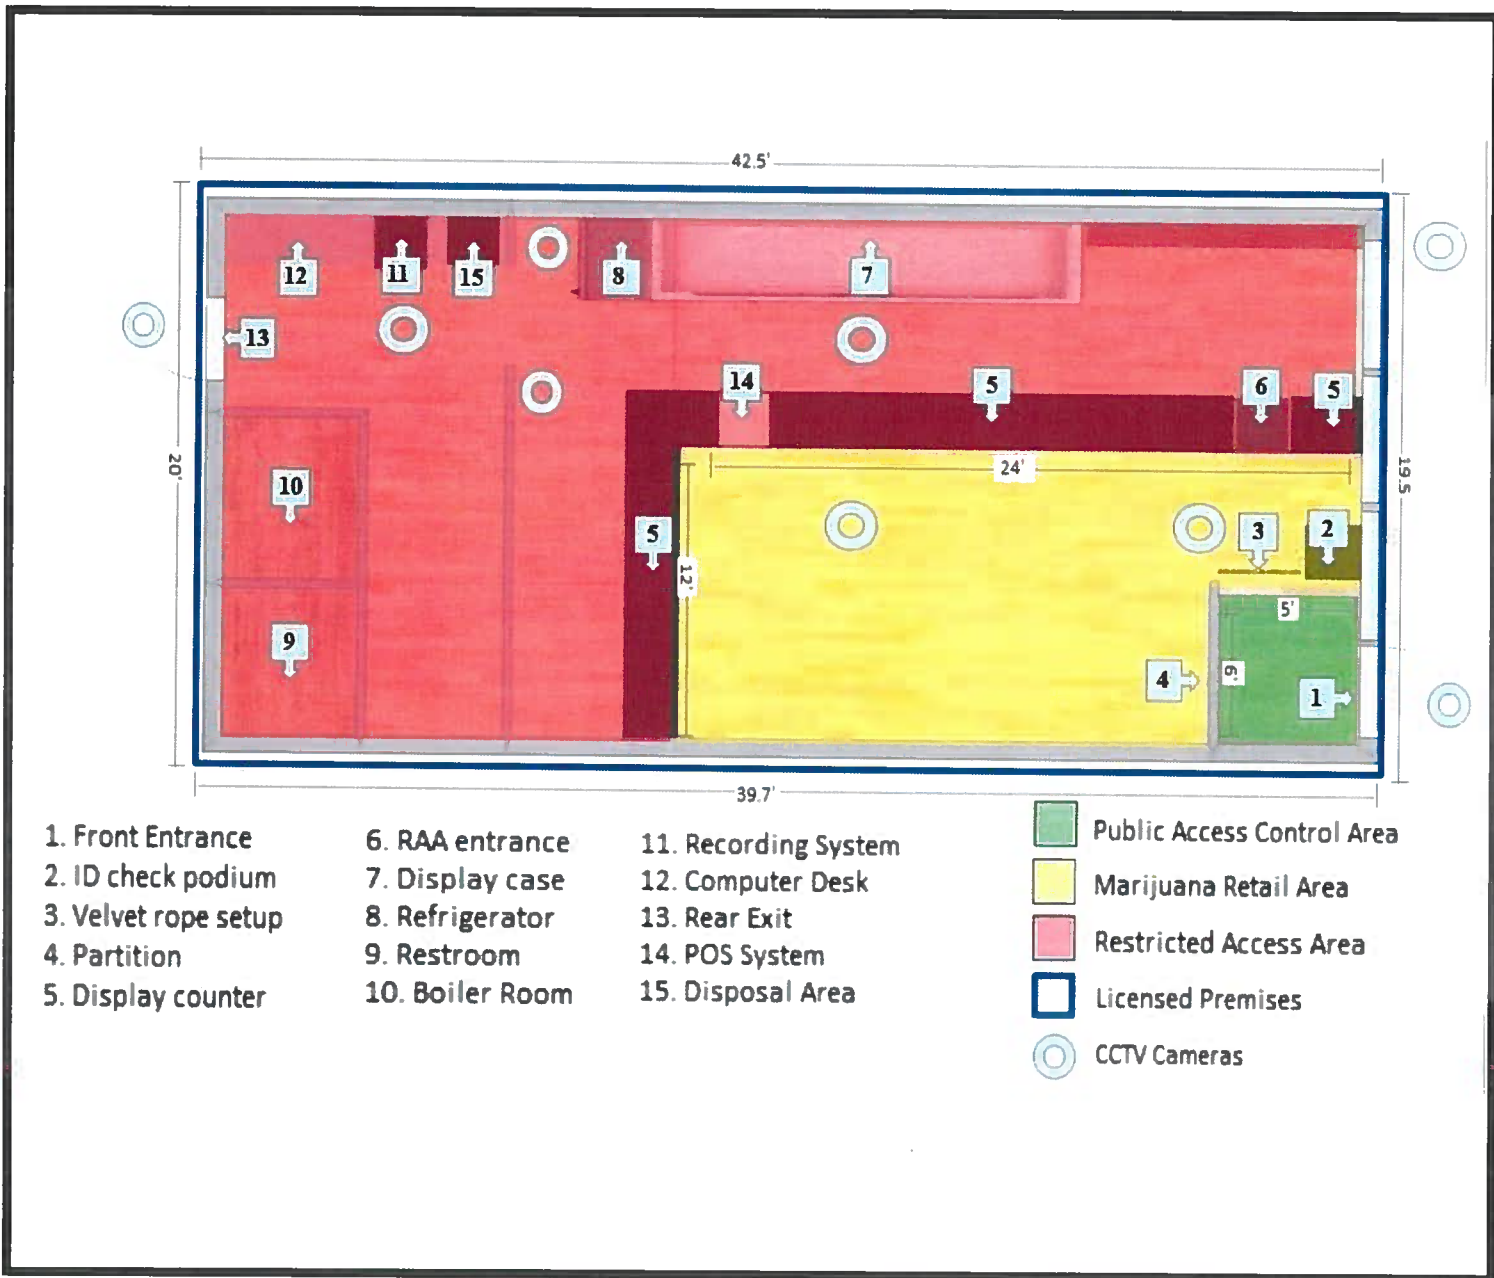 42.5'
12
11
15
8
7
13
14
5
6
5
20'
24'
19.5
10
5
3
2
12'
5'
9
4
6'
1
39.7'
1. Front Entrance
2. ID check podium
3. Velvet rope setup
4. Partition
5. Display counter
6. RAA entrance
7. Display case
8. Refrigerator
9. Restroom
10. Boiler Room
11. Recording System
12. Computer Desk
13. Rear Exit
14. POS System
15. Disposal Area
Public Access Control Area
Marijuana Retail Area
Restricted Access Area
Licensed Premises
CCTV Cameras